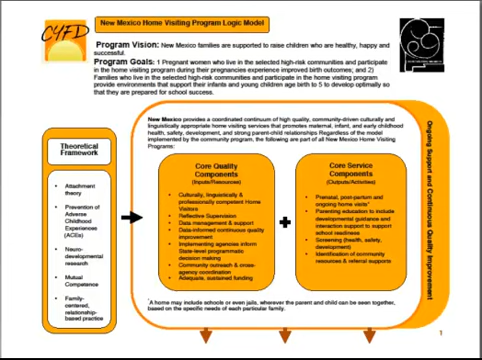 CYFD
New Mexico Home Visiting Program Logic Model
Program Vision: New Mexico families are supported to raise children who are healthy, happy and
successful
Program Goals: 1 Pregnant women who live in the selected high-risk communities and participate
in the home visiting program during their pregnancies experience improved birth outcomes; and 2)
Families who live in the selected high-risk communities and participate in the home visiting program
provide environments that support their infants and young children age birth to 5 to develop optimally so
that they are prepared for school success.
New Mexico provides a coordinated continuum of high quality, community-driven culturally and
linguistically appropriate home visiting services that promotes maternal, infant, and early childhood
health, safety, development, and strong parent-child relationships Regardless of the model
implemented by the community program, the following are part of all New Mexico Home Visiting
Programs:
Theoretical
Framework
• Attachment
theory
• Prevention of
Adverse
Childhood
Experiences
(ACEs)
• Neuro-
developmental
research
• Mutual
Competence
• Family-
centered,
relationship-
based practice
Core Quality
Components
(Inputs/Resources)
• Culturally, linguistically &
professionally competent Home
Visitors
• Reflective Supervision
• Data management & support
• Data-informed continuous quality
improvement
• Implementing agencies inform
State-level programmatic
decision making
• Community outreach & cross-
agency coordination
• Adequate, sustained funding
+
Core Service
Components
(Outputs/Activities)
• Prenatal, post-partum and
ongoing home visits*
• Parenting education to include
developmental guidance and
interaction support to support
school readiness
• Screening (health, safety,
development)
• Identification of community
resources & referral supports
Ongoing Support and Continuous Quality Improvement
*A home may include schools or even jails, wherever the parent and child can be seen together,
based on the specific needs of each particular family.
1